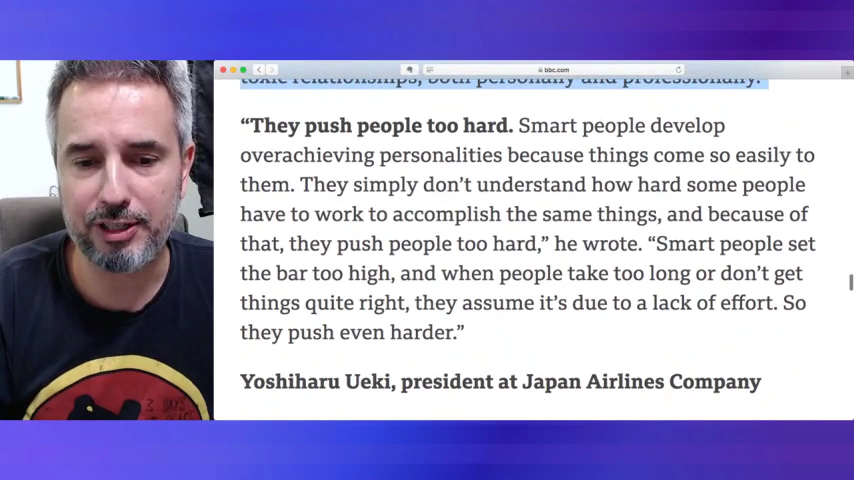 bbc.com
toxic relationships, both personally and professionally.
“They push people too hard. Smart people develop
overachieving personalities because things come so easily to
them. They simply don’t understand how hard some people
have to work to accomplish the same things, and because of
that, they push people too hard,” he wrote. “Smart people set
the bar too high, and when people take too long or don’t get
things quite right, they assume it’s due to a lack of effort. So
they push even harder.”
Yoshiharu Ueki, president at Japan Airlines Company